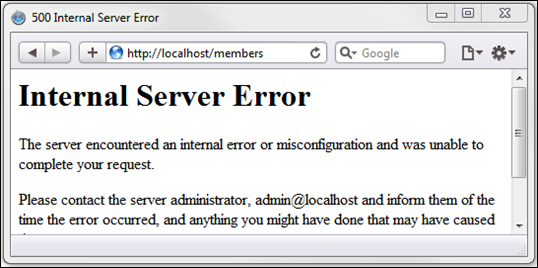 500 Internal Server Error
http://localhost/members
Google
Internal Server Error
The server encountered an internal error or misconfiguration and was unable to
complete your request.
Please contact the server administrator, admin@localhost and inform them of the
time the error occurred, and anything you might have done that may have caused